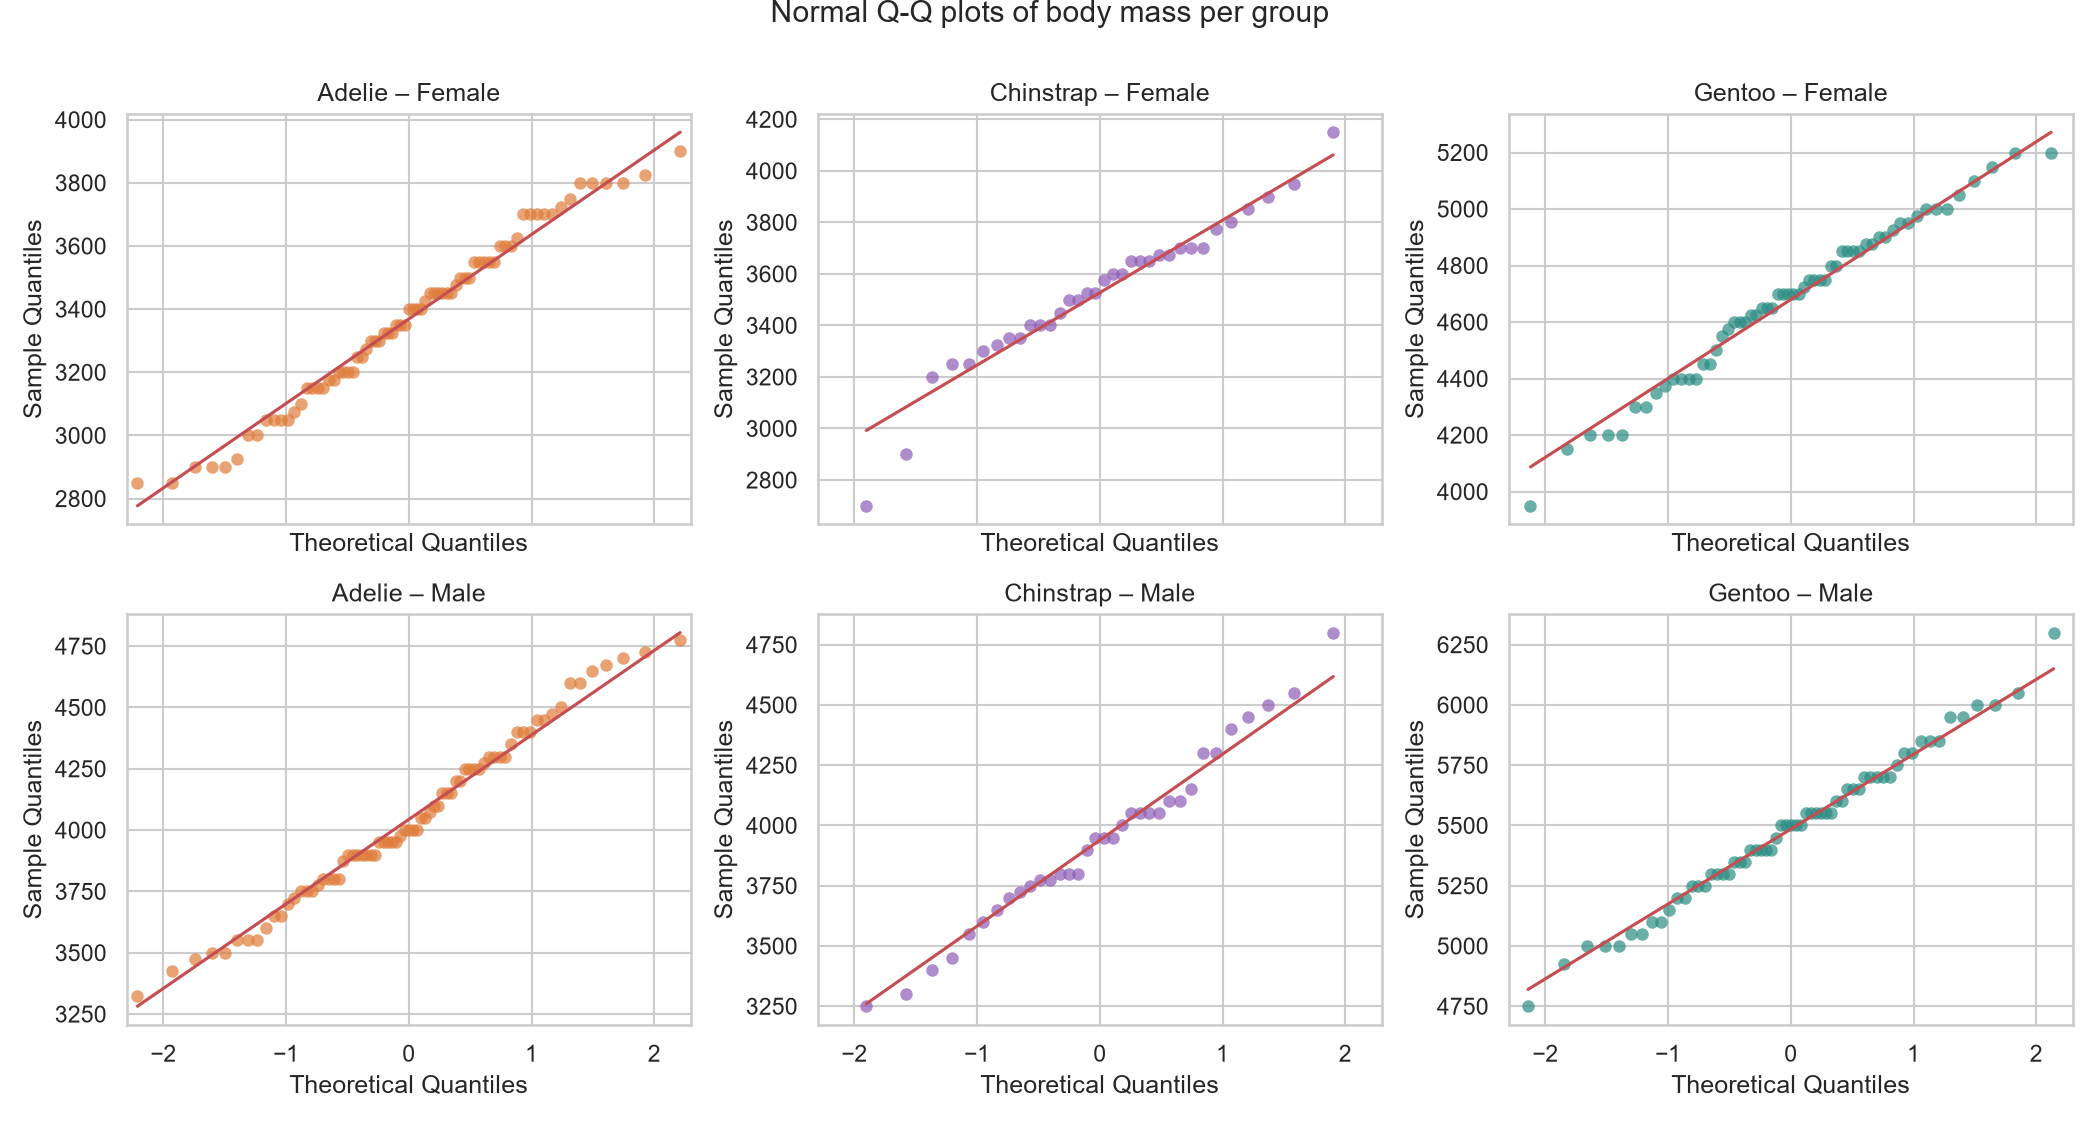 Normal Q-Q plots of body mass per group
Adelie – Female
4000
3800
3600
3400
3200
3000
2800
Sample Quantiles
Theoretical Quantiles
Chinstrap – Female
4200
4000
3800
3600
3400
3200
3000
2800
Sample Quantiles
Theoretical Quantiles
Gentoo – Female
5200
5000
4800
4600
4400
4200
4000
Sample Quantiles
Theoretical Quantiles
Adelie – Male
4750
4500
4250
4000
3750
3500
3250
Sample Quantiles
−2 −1 0 1 2
Theoretical Quantiles
Chinstrap – Male
4750
4500
4250
4000
3750
3500
3250
Sample Quantiles
−2 −1 0 1 2
Theoretical Quantiles
Gentoo – Male
6250
6000
5750
5500
5250
5000
4750
Sample Quantiles
−2 −1 0 1 2
Theoretical Quantiles